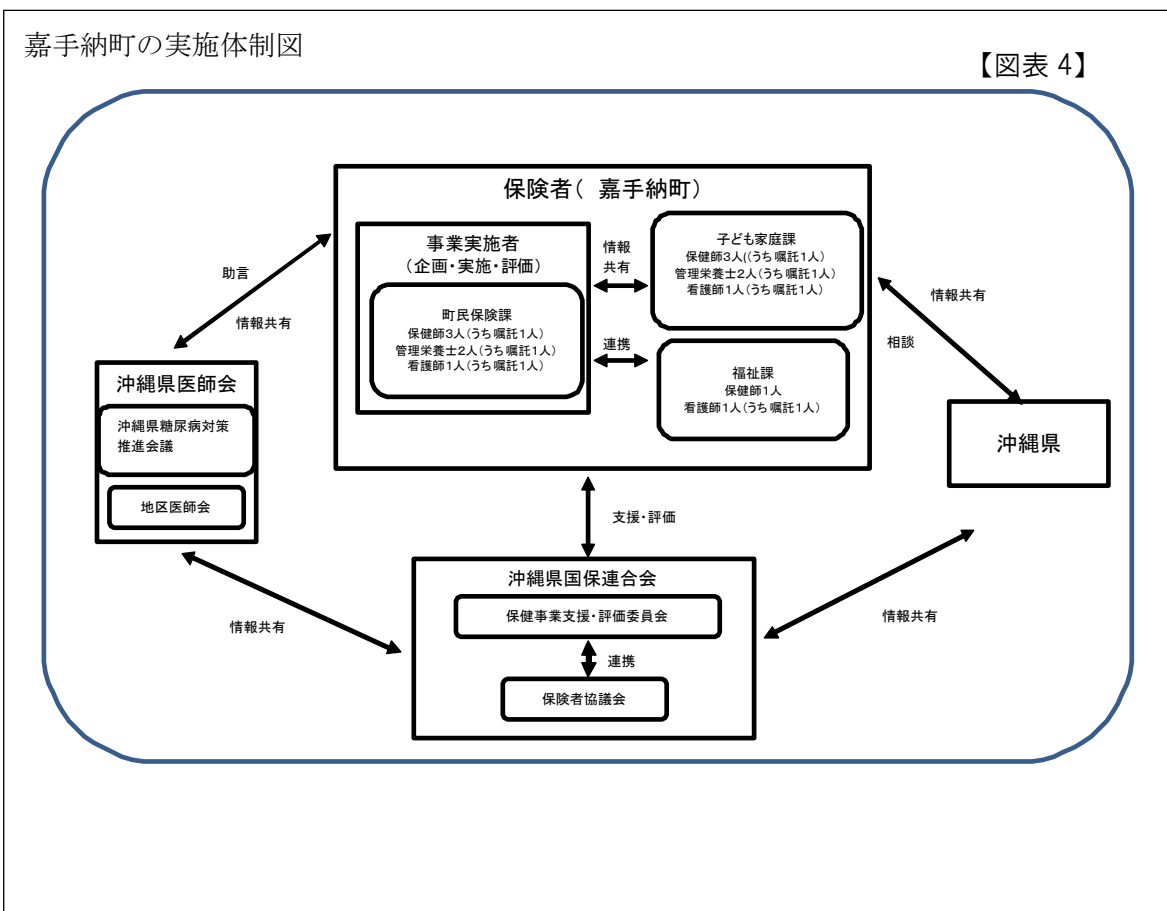 嘉手納町の実施体制図
【図表 4】
保険者( 嘉手納町)
事業実施者
(企画・実施・評価)
町民保険課
保健師3人(うち嘱託1人)
管理栄養士2人(うち嘱託1人)
看護師1人(うち嘱託1人)
情報
共有
連携
子ども家庭課
保健師3人((うち嘱託1人)
管理栄養士2人(うち嘱託1人)
看護師1人(うち嘱託1人)
福祉課
保健師1人
看護師1人(うち嘱託1人)
助言
情報共有
情報共有
相談
沖縄県医師会
沖縄県糖尿病対策
推進会議
地区医師会
沖縄県
支援・評価
沖縄県国保連合会
保健事業支援・評価委員会
連携
保険者協議会
情報共有
情報共有